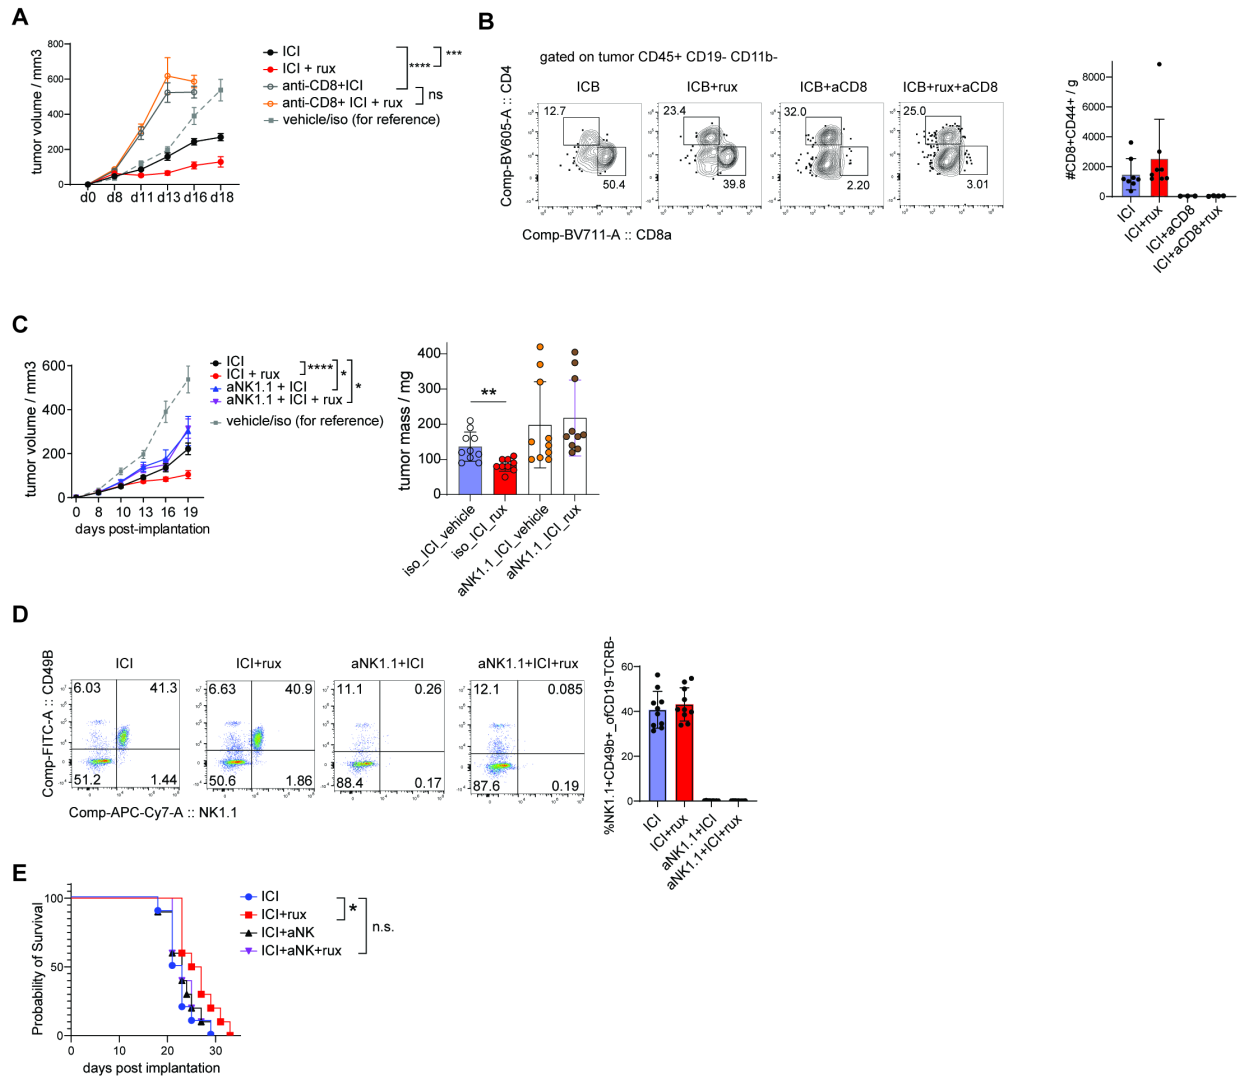 A
tumor volume / mm3
800
600
400
200
0
d0 d8 d11 d13 d16 d18
ICI
ICI + rux
anti-CD8+ICI
anti-CD8+ ICI + rux
vehicle/iso (for reference)
***
****
ns
B
gated on tumor CD45+ CD19- CD11b-
ICB
ICB+rux
ICB+aCD8
ICB+rux+aCD8
Comp-BV605-A :: CD4
12.7
50.4
23.4
39.8
32.0
2.20
25.0
3.01
Comp-BV711-A :: CD8a
#CD8+CD44+ / g
8000
6000
4000
2000
0
ICI
ICI+rux
ICI+aCD8
ICI+aCD8+rux
C
tumor volume / mm3
600
400
200
0
0 8 10 13 16 19
days post-implantation
ICI
ICI + rux
aNK1.1 + ICI
aNK1.1 + ICI + rux
vehicle/iso (for reference)
****
*
*
tumor mass / mg
400
300
200
100
0
**
iso_ICI_vehicle
iso_ICI_rux
aNK1.1_ICI_vehicle
aNK1.1_ICI_rux
D
Comp-FITC-A :: CD49B
ICI
ICI+rux
aNK1.1+ICI
aNK1.1+ICI+rux
6.03 41.3
51.2 1.44
6.63 40.9
50.6 1.86
11.1 0.26
88.4 0.17
12.1 0.085
87.6 0.19
Comp-APC-Cy7-A :: NK1.1
%NK1.1+CD49b+_ofCD19-TCRB-
60
40
20
0
ICI
ICI+rux
aNK1.1+ICI
aNK1.1+ICI+rux
E
Probability of Survival
100
50
0
0 10 20 30
days post implantation
ICI
ICI+rux
ICI+aNK
ICI+aNK+rux
*
n.s.